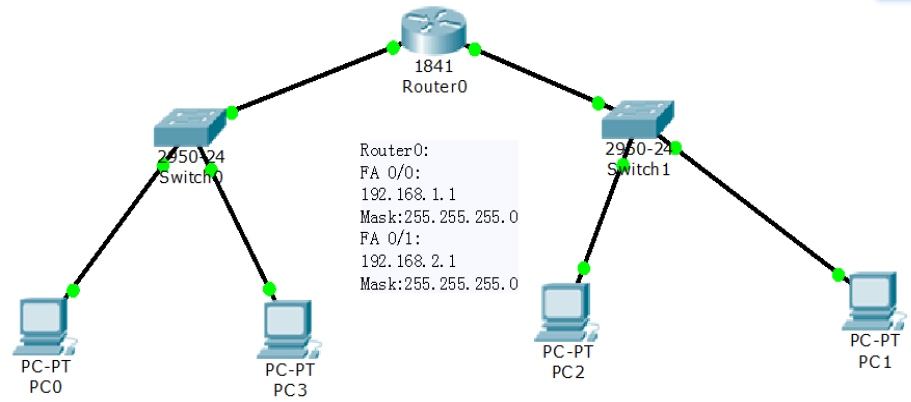 1841
Router0
2950-24
Switch0
2950-24
Switch1
Router0:
FA 0/0:
192.168.1.1
Mask:255.255.255.0
FA 0/1:
192.168.2.1
Mask:255.255.255.0
PC-PT
PC0
PC-PT
PC3
PC-PT
PC2
PC-PT
PC1